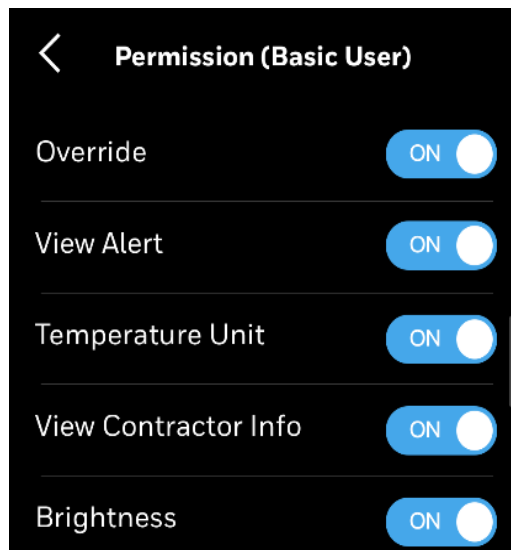 Permission (Basic User)
Override ON
View Alert ON
Temperature Unit ON
View Contractor Info ON
Brightness ON